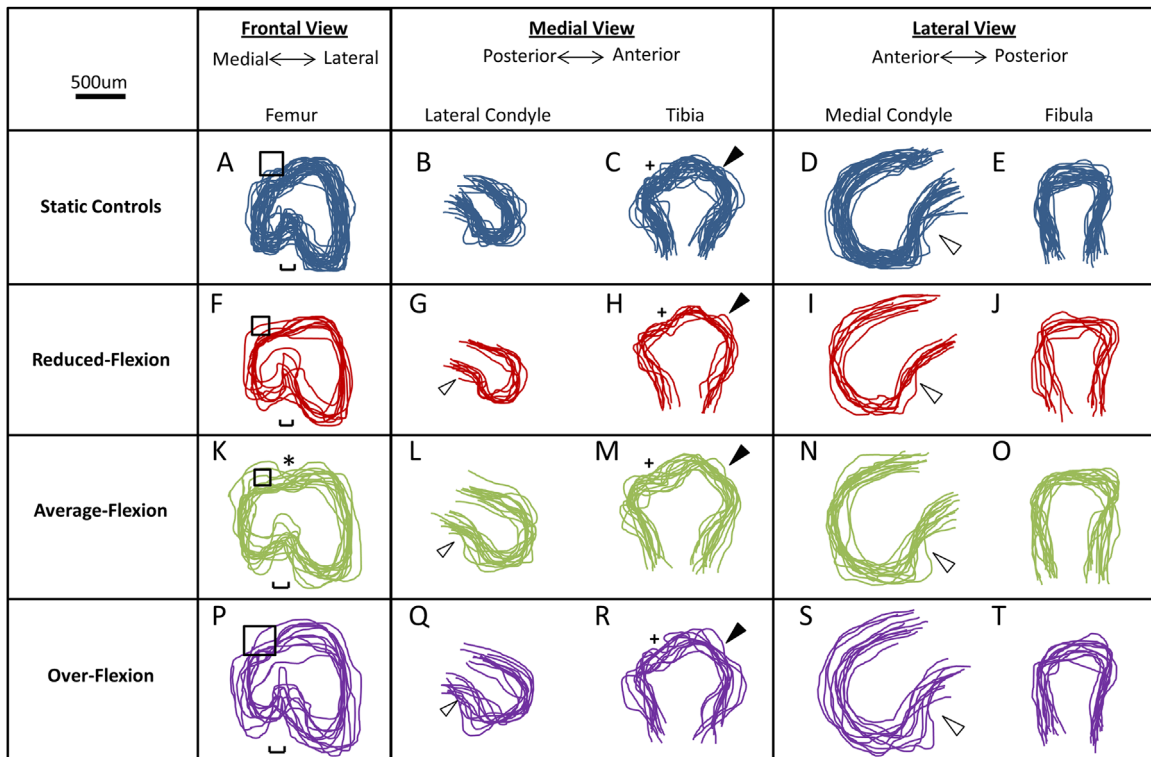 Frontal View
Medial Lateral
Femur
Medial View
Posterior Anterior
Lateral Condyle Tibia
Lateral View
Anterior Posterior
Medial Condyle Fibula
500um
Static Controls
A B C + D E
Reduced-Flexion
F G H + I J
Average-Flexion
K * L M + N O
Over-Flexion
P Q R + S T